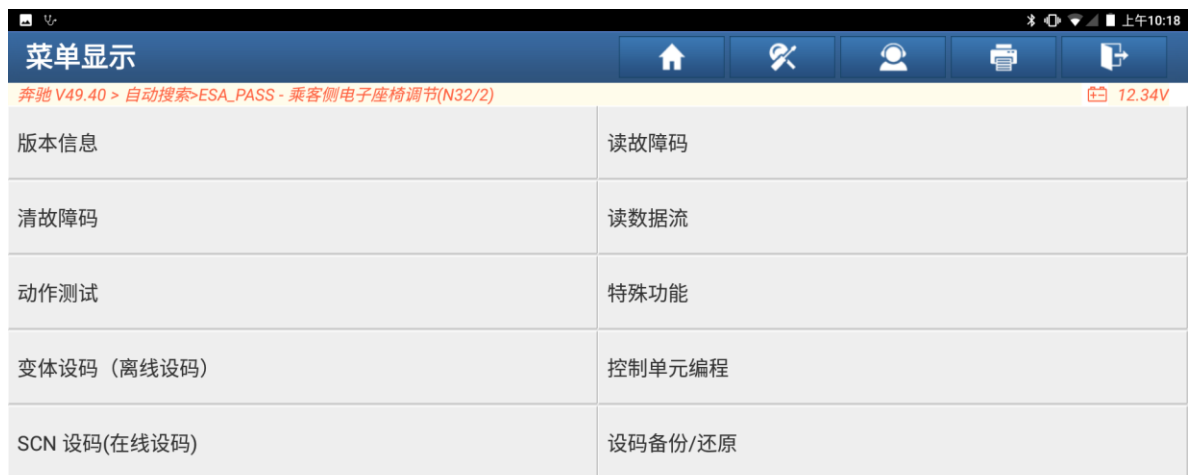 上午10:18
菜单显示
奔驰 V49.40 > 自动搜索>ESA_PASS - 乘客侧电子座椅调节(N32/2) 12.34V
版本信息 读故障码
清故障码 读数据流
动作测试 特殊功能
变体设码（离线设码） 控制单元编程
SCN 设码(在线设码) 设码备份/还原